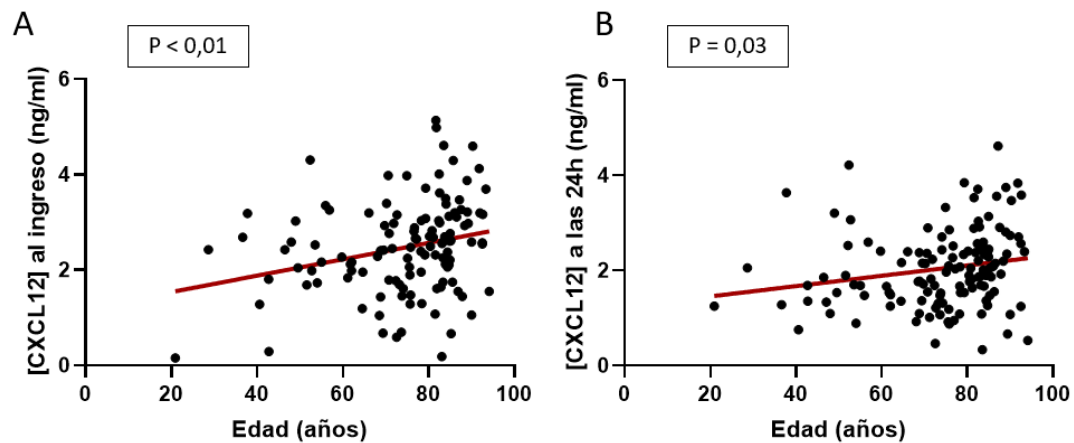 A
P < 0,01
[CXCL12] al ingreso (ng/ml)
6
4
2
0
0 20 40 60 80 100
Edad (años)
B
P = 0,03
[CXCL12] a las 24h (ng/ml)
6
4
2
0
0 20 40 60 80 100
Edad (años)